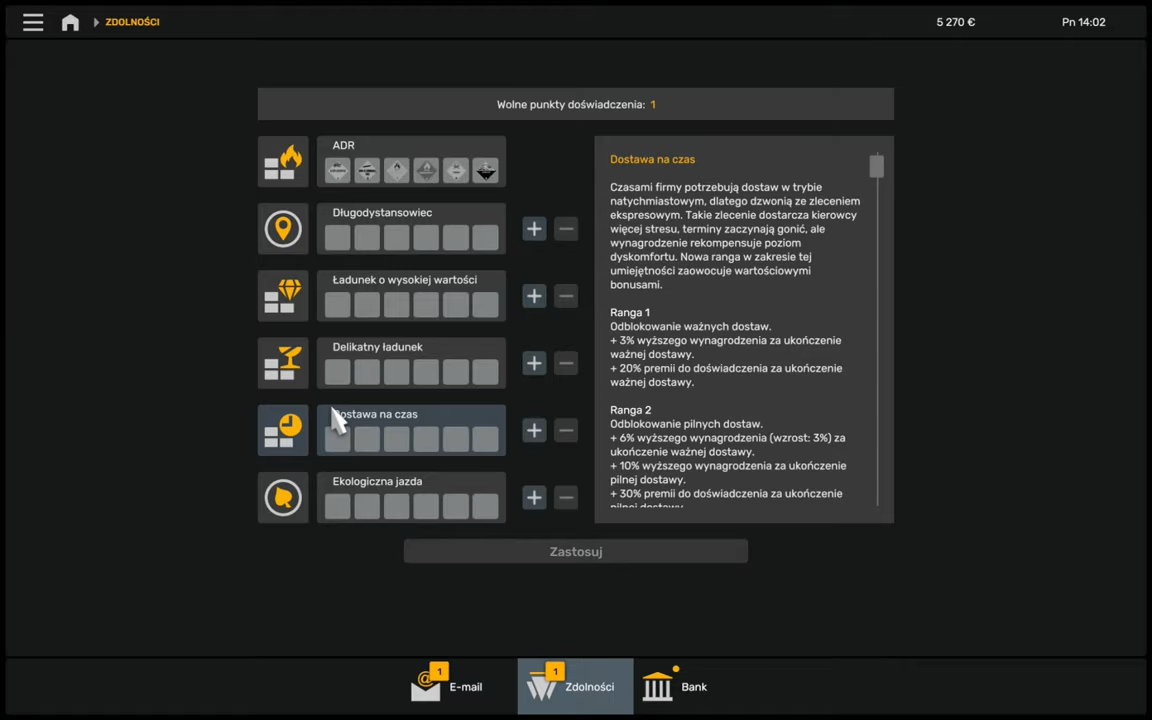 ZDOLNOŚCI
5 270 €
Pn 14:02
Wolne punkty doświadczenia: 1
ADR
Długodystansowiec
Ładunek o wysokiej wartości
Delikatny ładunek
Dostawa na czas
Ekologiczna jazda
Dostawa na czas
Czasami firmy potrzebują dostaw w trybie
natychmiastowym, dlatego dzwonią ze zleceniem
ekspresowym. Takie zlecenie dostarcza kierowcy
więcej stresu, terminy zaczynają gonić, ale
wynagrodzenie rekompensuje poziom
dyskomfortu. Nowa ranga w zakresie tej
umiejętności zaowocuje wartościowymi
bonusami.
Ranga 1
Odblokowanie ważnych dostaw.
+ 3% wyższego wynagrodzenia za ukończenie
ważnej dostawy.
+ 20% premii do doświadczenia za ukończenie
ważnej dostawy.
Ranga 2
Odblokowanie pilnych dostaw.
+ 6% wyższego wynagrodzenia (wzrost: 3%) za
ukończenie ważnej dostawy.
+ 10% wyższego wynagrodzenia za ukończenie
pilnej dostawy.
+ 30% premii do doświadczenia za ukończenie
pilnej dostawy.
Zastosuj
1
E-mail
1
Zdolności
Bank